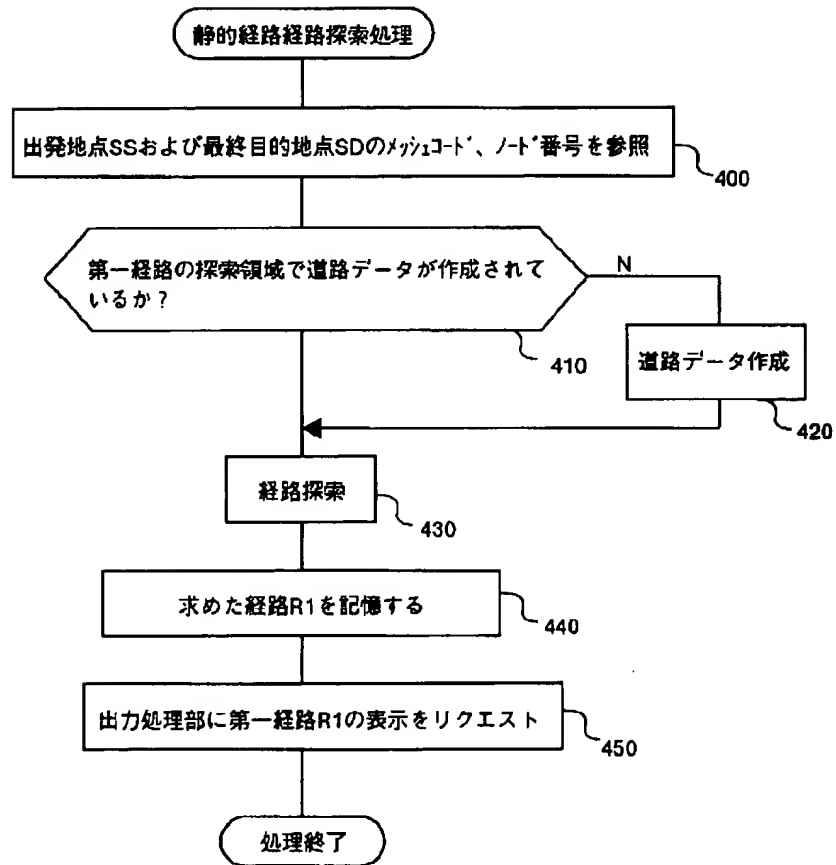 静的経路経路探索処理
出発地点SSおよび最終目的地点SDのﾒｯｼｭｺｰﾄﾞ、ﾉｰﾄﾞ番号を参照
400
第一経路の探索領域で道路データが作成されて
いるか？
N
410
道路データ作成
420
経路探索
430
求めた経路R1を記憶する
440
出力処理部に第一経路R1の表示をリクエスト
450
処理終了